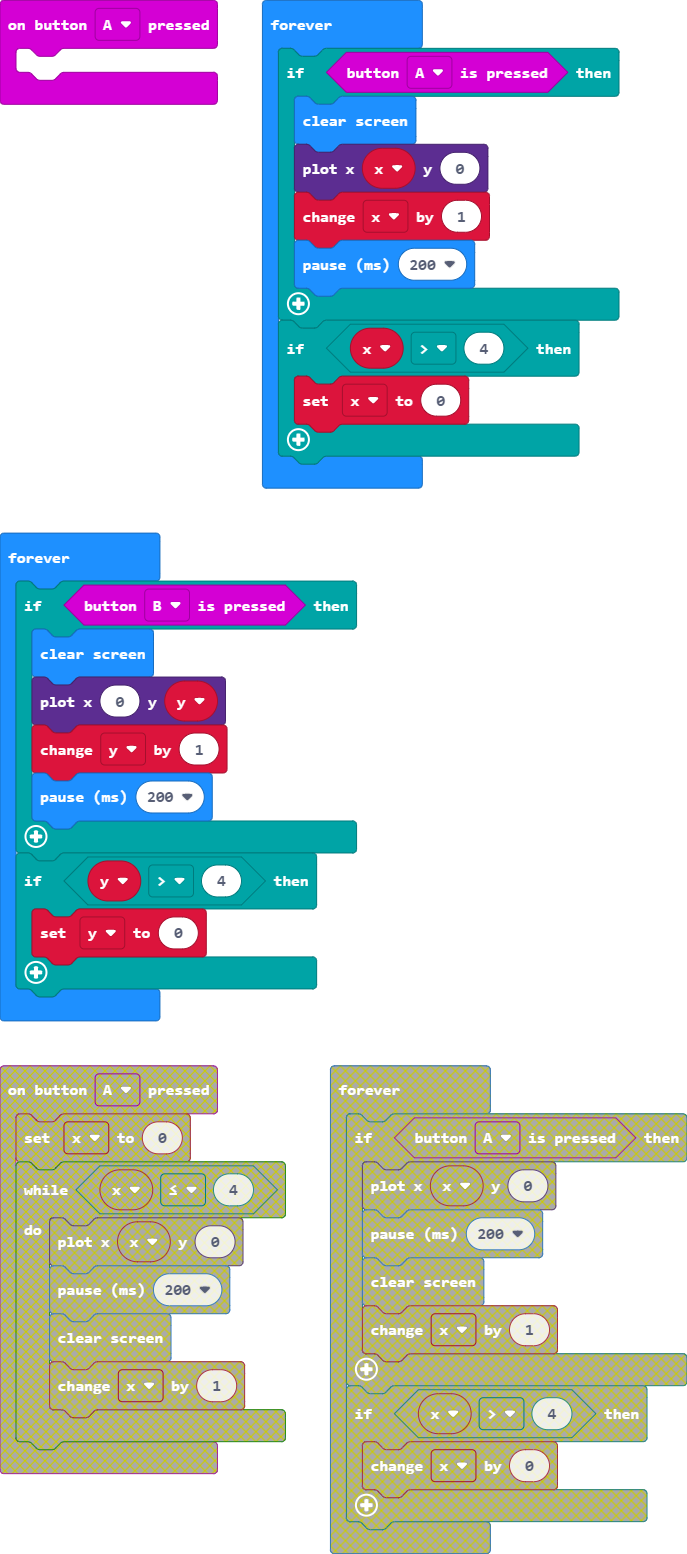 on button A pressed
forever
if button A is pressed then
clear screen
plot x x y 0
change x by 1
pause (ms) 200
if x > 4 then
set x to 0
forever
if button B is pressed then
clear screen
plot x 0 y y
change y by 1
pause (ms) 200
if y > 4 then
set y to 0
on button A pressed
set x to 0
while x ≤ 4
do
plot x x y 0
pause (ms) 200
clear screen
change x by 1
forever
if button A is pressed then
plot x x y 0
pause (ms) 200
clear screen
change x by 1
if x > 4 then
change x by 0